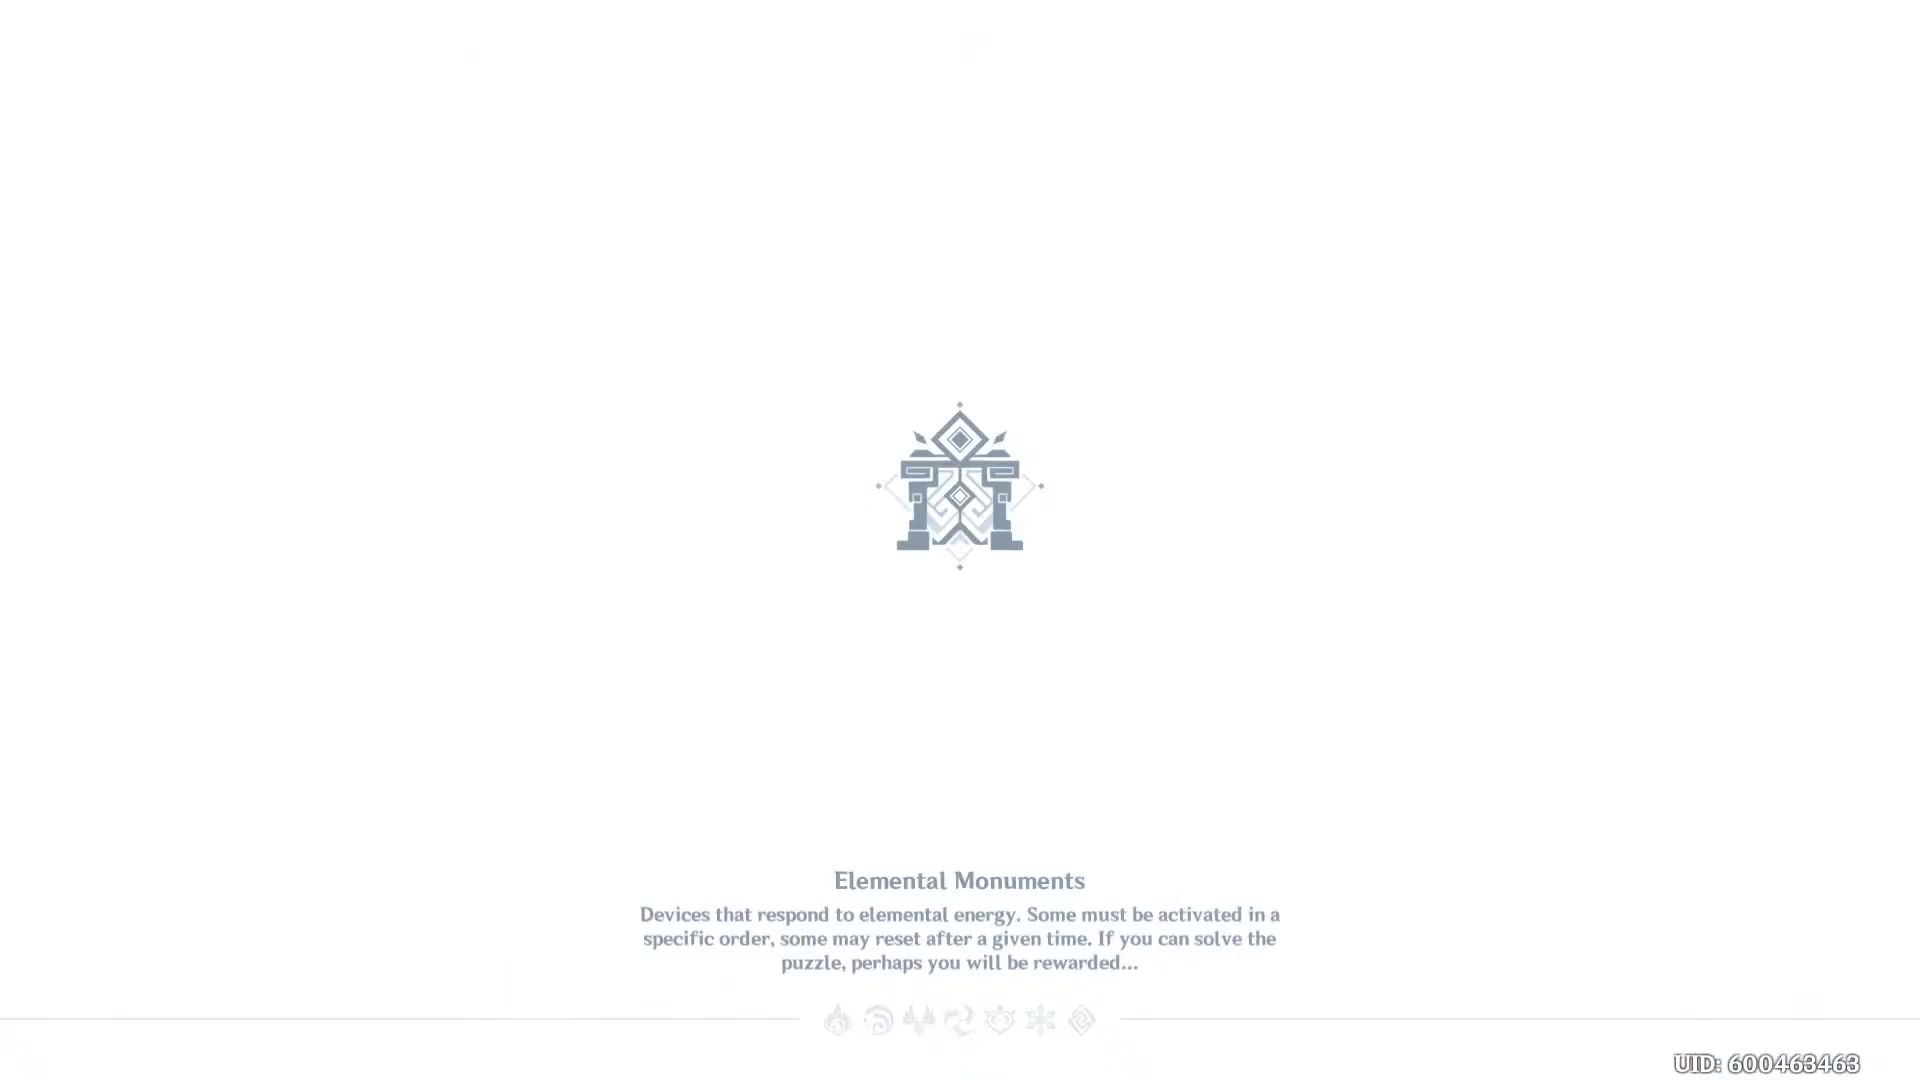 Elemental Monuments
Devices that respond to elemental energy. Some must be activated in a
specific order, some may reset after a given time. If you can solve the
puzzle, perhaps you will be rewarded...
UID: 600463463